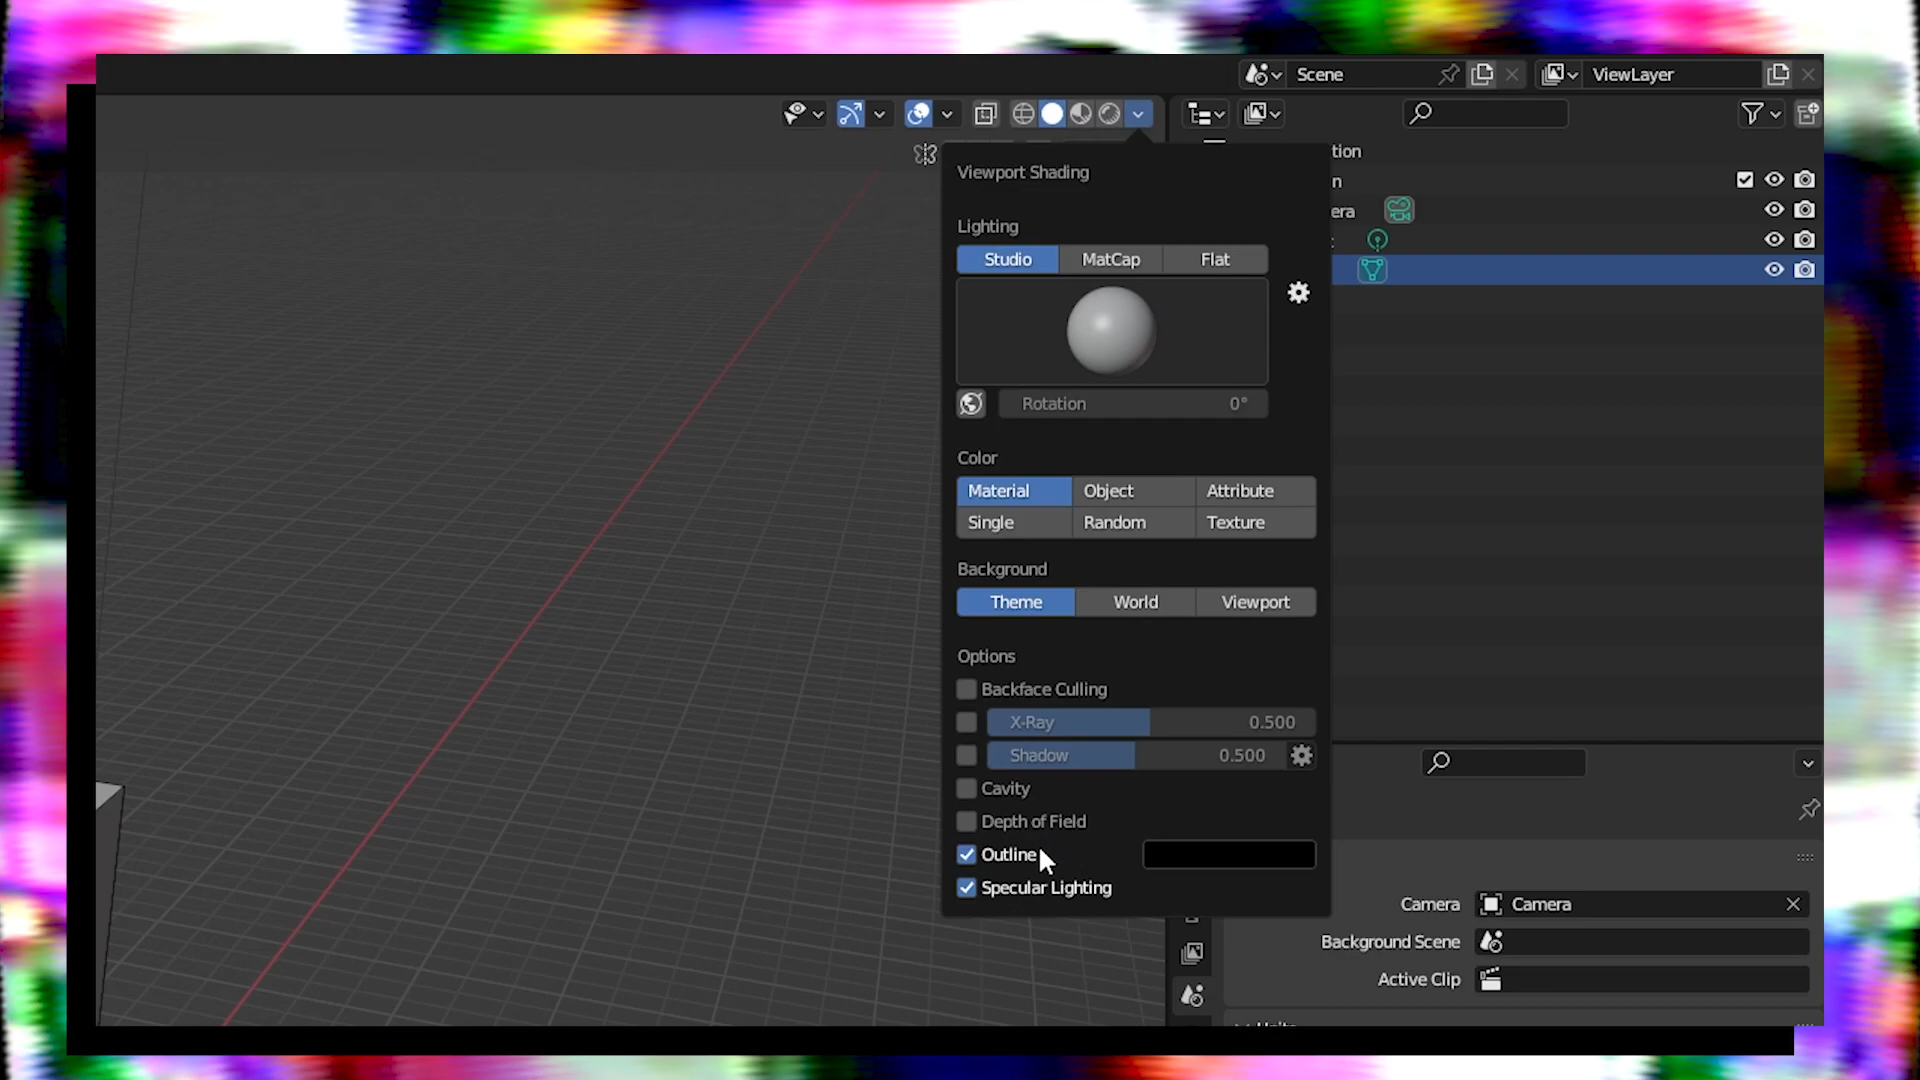 Scene
ViewLayer
tion
n
era
Viewport Shading
Lighting
Studio MatCap Flat
Rotation 0°
Color
Material Object Attribute
Single Random Texture
Background
Theme World Viewport
Options
Backface Culling
X-Ray 0.500
Shadow 0.500
Cavity
Depth of Field
Outline
Specular Lighting
Camera Camera
Background Scene
Active Clip